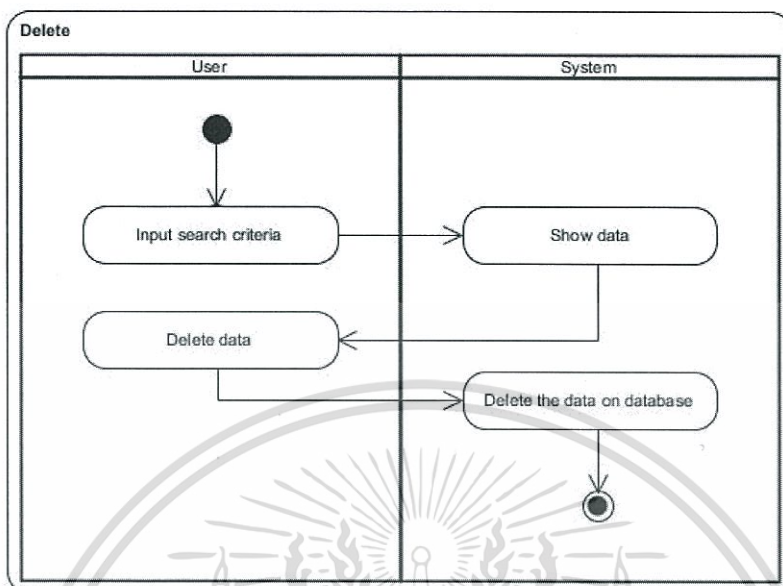 Delete
User
System
Input search criteria
Show data
Delete data
Delete the data on database